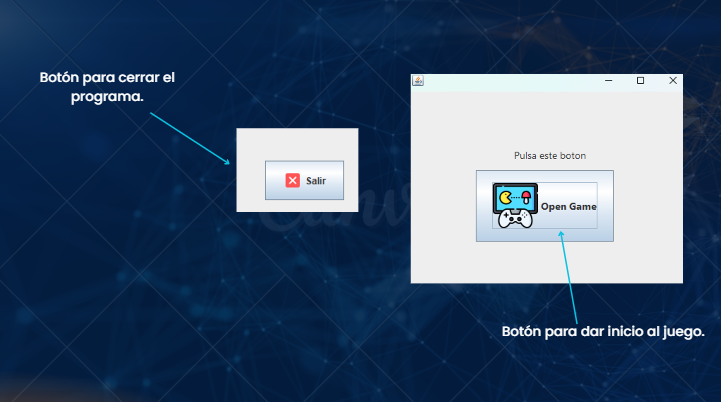 Botón para cerrar el
programa.
Salir
Pulsa este boton
Open Game
Botón para dar inicio al juego.